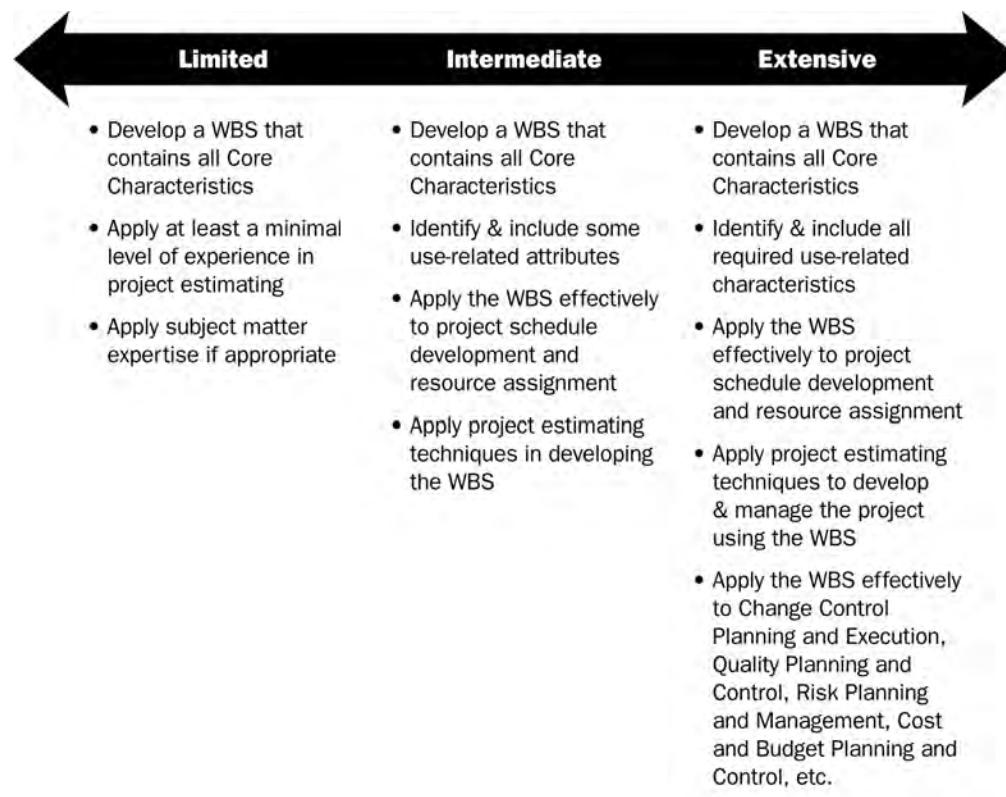 Limited
• Develop a WBS that
contains all Core
Characteristics
• Apply at least a minimal
level of experience in
project estimating
• Apply subject matter
expertise if appropriate
Intermediate
• Develop a WBS that
contains all Core
Characteristics
• Identify & include some
use-related attributes
• Apply the WBS effectively
to project schedule
development and
resource assignment
• Apply project estimating
techniques in developing
the WBS
Extensive
• Develop a WBS that
contains all Core
Characteristics
• Identify & include all
required use-related
characteristics
• Apply the WBS
effectively to project
schedule development
and resource assignment
• Apply project estimating
techniques to develop
& manage the project
using the WBS
• Apply the WBS effectively
to Change Control
Planning and Execution,
Quality Planning and
Control, Risk Planning
and Management, Cost
and Budget Planning and
Control, etc.